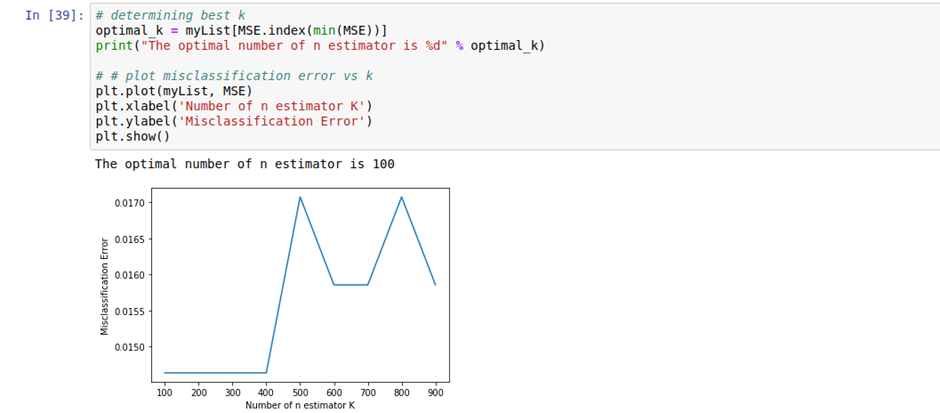 In [39]: # determining best k
optimal_k = myList[MSE.index(min(MSE))]
print("The optimal number of n estimator is %d" % optimal_k)
# # plot misclassification error vs k
plt.plot(myList, MSE)
plt.xlabel('Number of n estimator K')
plt.ylabel('Misclassification Error')
plt.show()
The optimal number of n estimator is 100
0.0170
0.0165
0.0160
0.0155
0.0150
Misclassification Error
100 200 300 400 500 600 700 800 900
Number of n estimator K